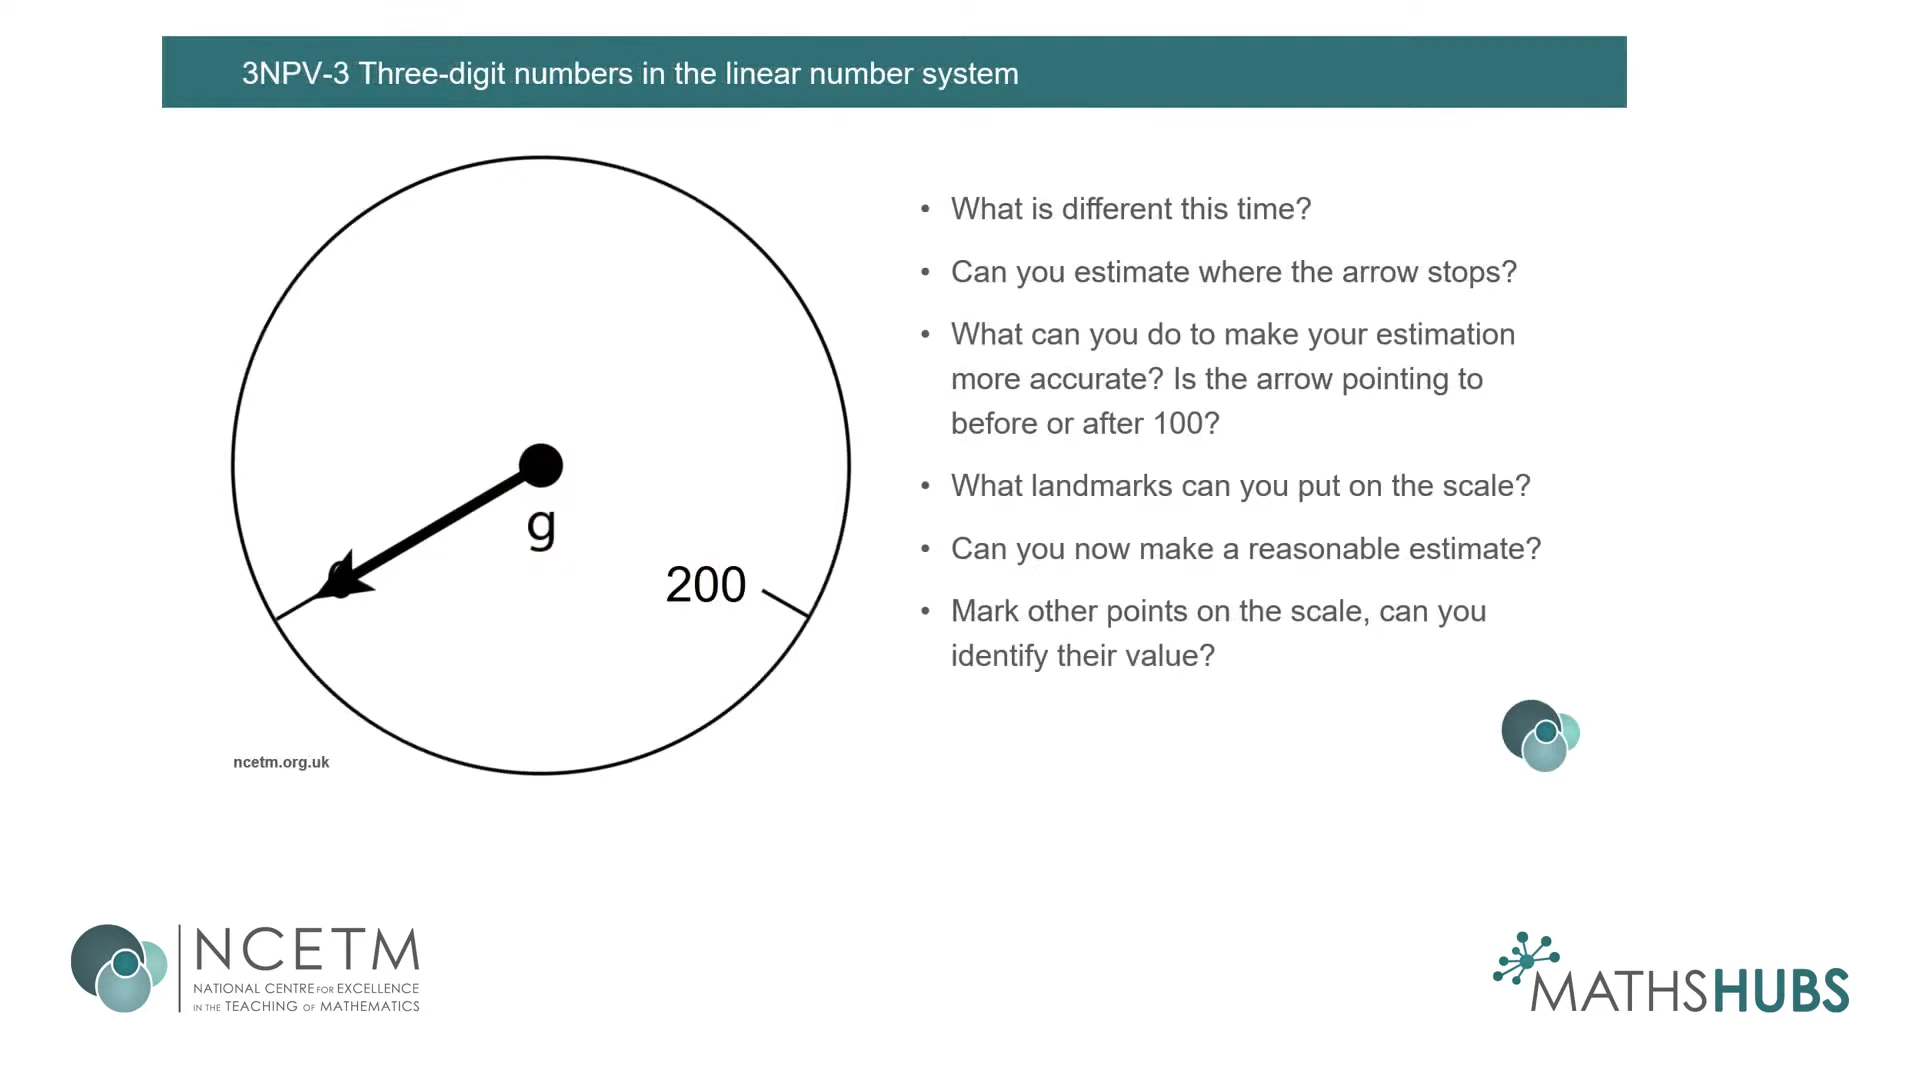 3NPV-3 Three-digit numbers in the linear number system
• What is different this time?
• Can you estimate where the arrow stops?
• What can you do to make your estimation
more accurate? Is the arrow pointing to
before or after 100?
• What landmarks can you put on the scale?
• Can you now make a reasonable estimate?
• Mark other points on the scale, can you
identify their value?
g
200
ncetm.org.uk
NCETM
NATIONAL CENTRE FOR EXCELLENCE
IN THE TEACHING OF MATHEMATICS
MATHSHUBS